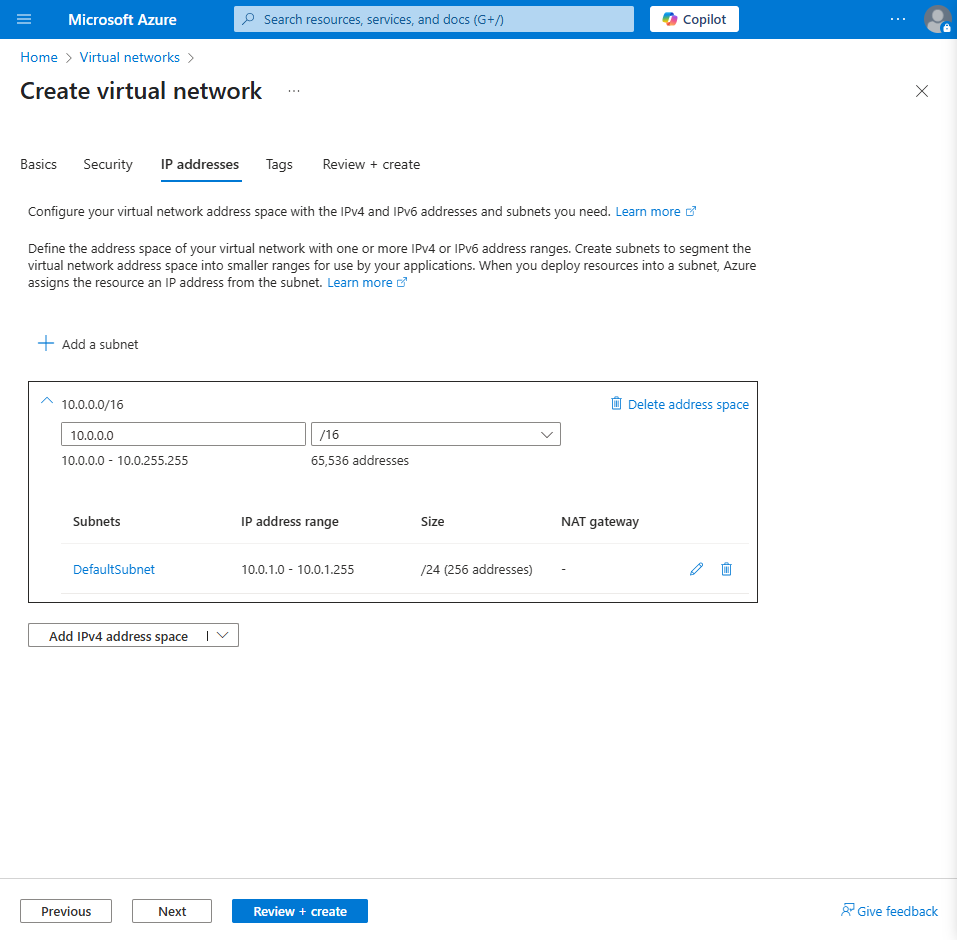 Microsoft Azure
Search resources, services, and docs (G+/)
Copilot
Home > Virtual networks >
Create virtual network ...
Basics Security IP addresses Tags Review + create
Configure your virtual network address space with the IPv4 and IPv6 addresses and subnets you need. Learn more
Define the address space of your virtual network with one or more IPv4 or IPv6 address ranges. Create subnets to segment the
virtual network address space into smaller ranges for use by your applications. When you deploy resources into a subnet, Azure
assigns the resource an IP address from the subnet. Learn more
Add a subnet
10.0.0.0/16 Delete address space
10.0.0.0 /16
10.0.0.0 - 10.0.255.255 65,536 addresses
Subnets IP address range Size NAT gateway
DefaultSubnet 10.0.1.0 - 10.0.1.255 /24 (256 addresses) -
Add IPv4 address space |
Previous Next Review + create Give feedback